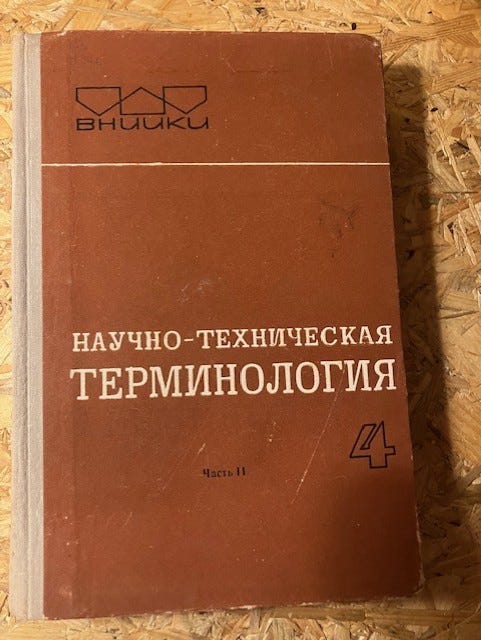 ВНИИКИ
НАУЧНО-ТЕХНИЧЕСКАЯ
ТЕРМИНОЛОГИЯ
4
Часть II